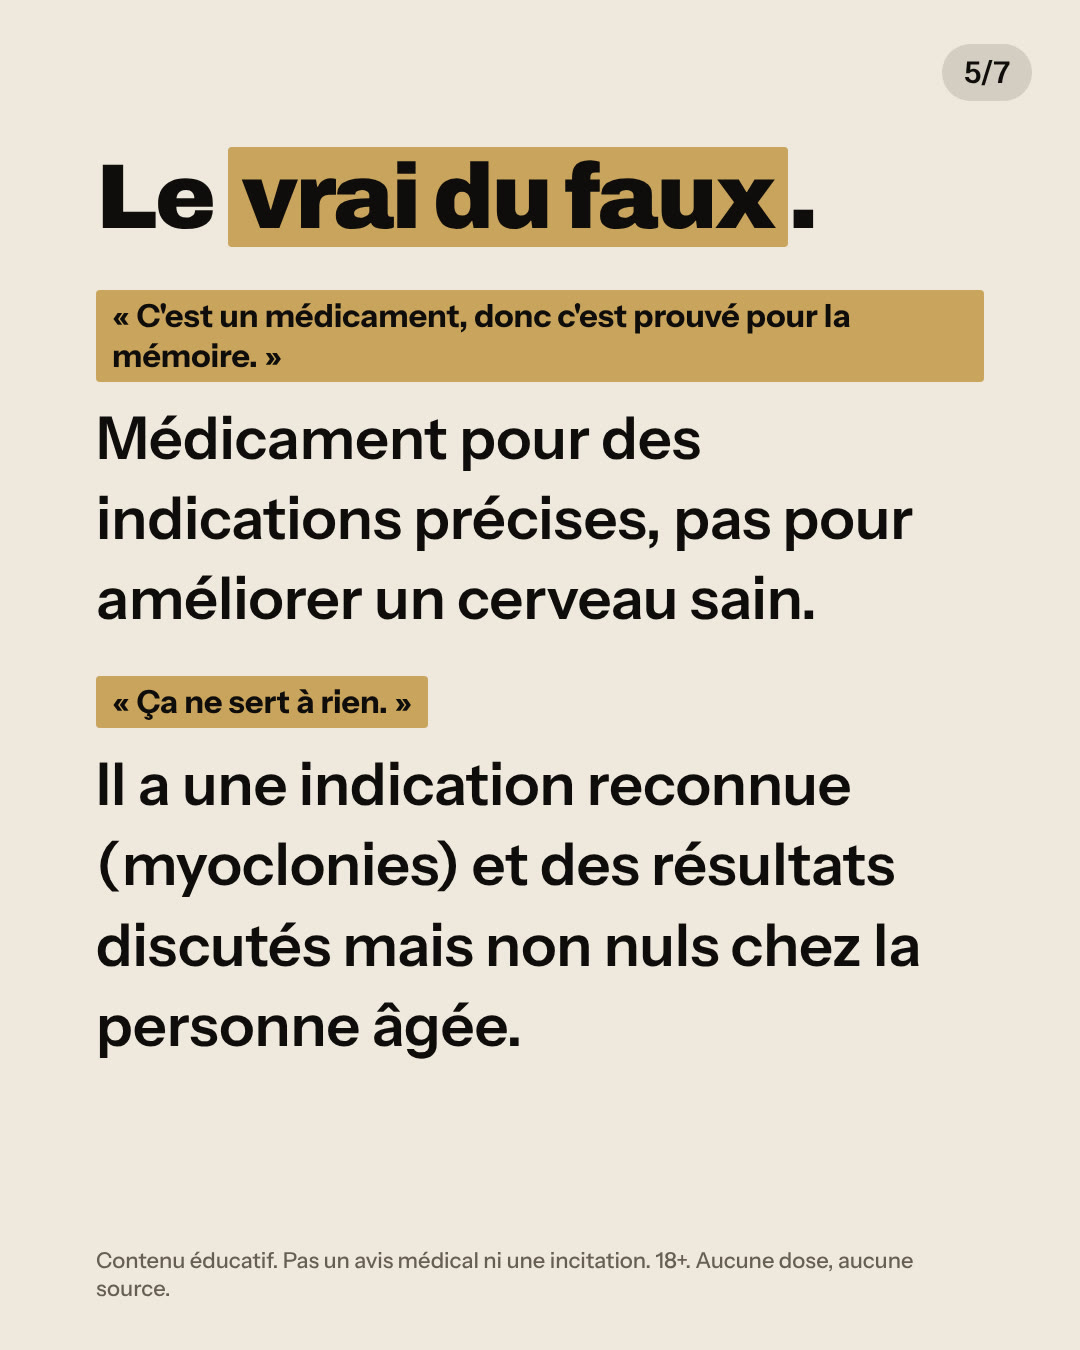 5/7
Le vrai du faux.
« C'est un médicament, donc c'est prouvé pour la
mémoire. »
Médicament pour des
indications précises, pas pour
améliorer un cerveau sain.
« Ça ne sert à rien. »
Il a une indication reconnue
(myoclonies) et des résultats
discutés mais non nuls chez la
personne âgée.
Contenu éducatif. Pas un avis médical ni une incitation. 18+. Aucune dose, aucune
source.